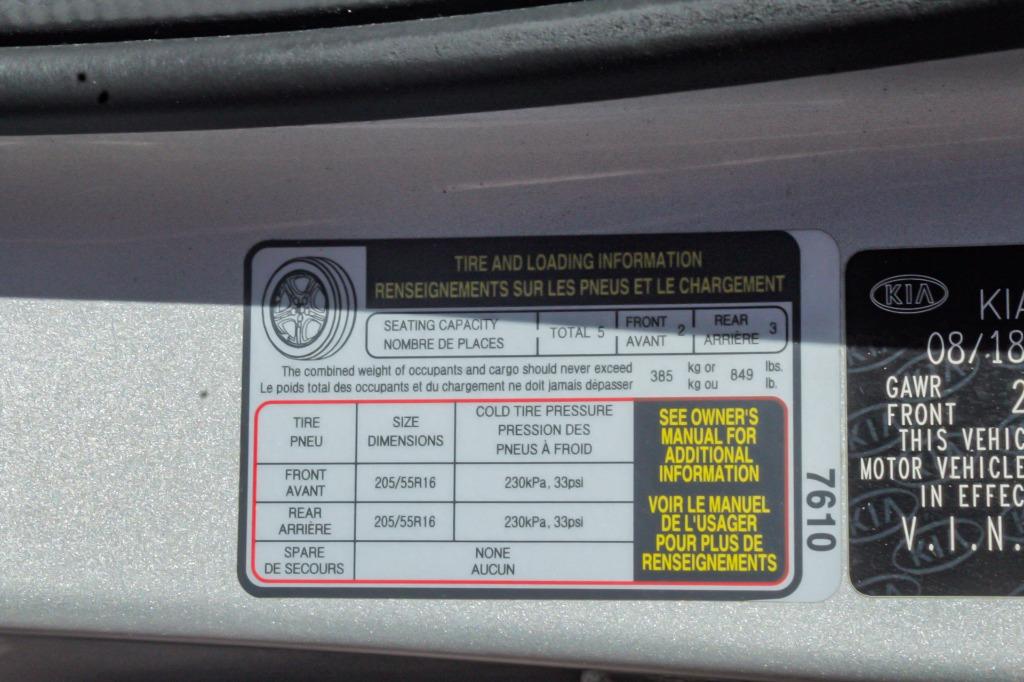 TIRE AND LOADING INFORMATION
RENSEIGNEMENTS SUR LES PNEUS ET LE CHARGEMENT
SEATING CAPACITY
NOMBRE DE PLACES
TOTAL 5
FRONT
AVANT
2
REAR
ARRIÈRE
3
The combined weight of occupants and cargo should never exceed
Le poids total des occupants et du chargement ne doit jamais dépasser
385
kg or
kg ou
849
lbs.
lb.
TIRE
PNEU
SIZE
DIMENSIONS
COLD TIRE PRESSURE
PRESSION DES
PNEUS À FROID
FRONT
AVANT
205/55R16
230kPa, 33psi
REAR
ARRIÈRE
205/55R16
230kPa, 33psi
SPARE
DE SECOURS
NONE
AUCUN
SEE OWNER'S
MANUAL FOR
ADDITIONAL
INFORMATION
VOIR LE MANUEL
DE L'USAGER
POUR PLUS DE
RENSEIGNEMENTS
7610
KIA
KIA
08/18
GAWR
FRONT
2
THIS VEHIC
MOTOR VEHICLE
IN EFFEC
V.I.N.